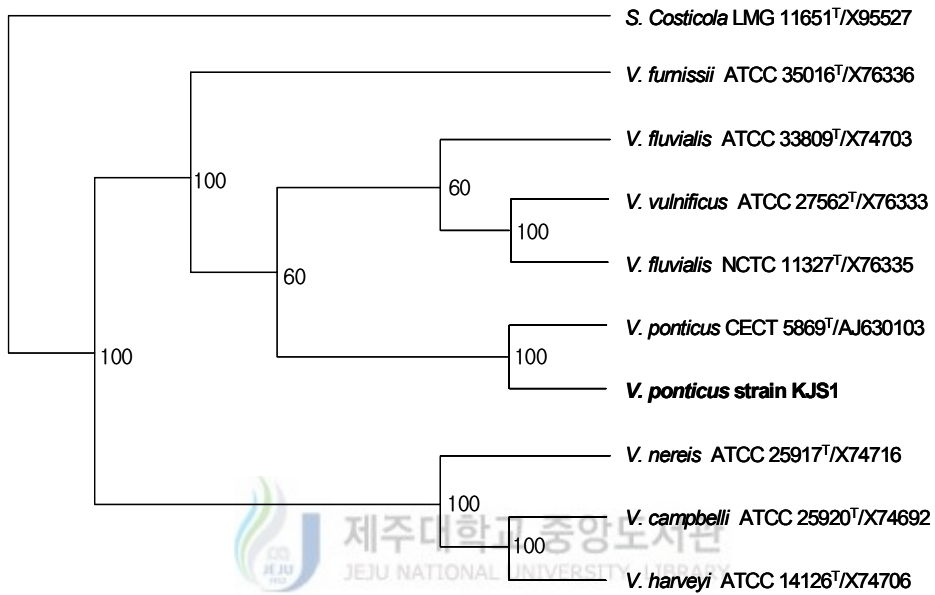 S. Costicola LMG 11651ᵀ/X95527
V. furnissii ATCC 35016ᵀ/X76336
100
V. fluvialis ATCC 33809ᵀ/X74703
60
V. vulnificus ATCC 27562ᵀ/X76333
100
V. fluvialis NCTC 11327ᵀ/X76335
60
V. ponticus CECT 5869ᵀ/AJ630103
100
100
V. ponticus strain KJS1
V. nereis ATCC 25917ᵀ/X74716
100
V. campbelli ATCC 25920ᵀ/X74692
100
V. harveyi ATCC 14126ᵀ/X74706
제주대학교 중앙도서관
JEJU NATIONAL UNIVERSITY LIBRARY
JEJU
1952